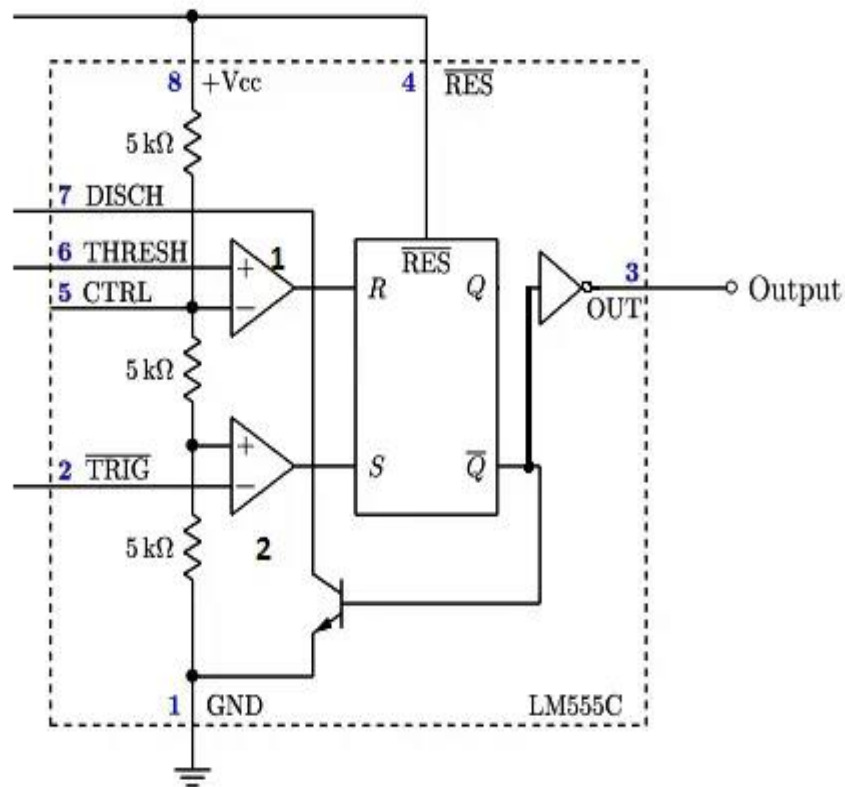 8 +Vcc 4 RES
5 kΩ
7 DISCH
6 THRESH
5 CTRL
+
−
1
R
RES
Q
3
OUT
Output
5 kΩ
2 TRIG
+
−
S
Q
5 kΩ
2
1 GND
LM555C